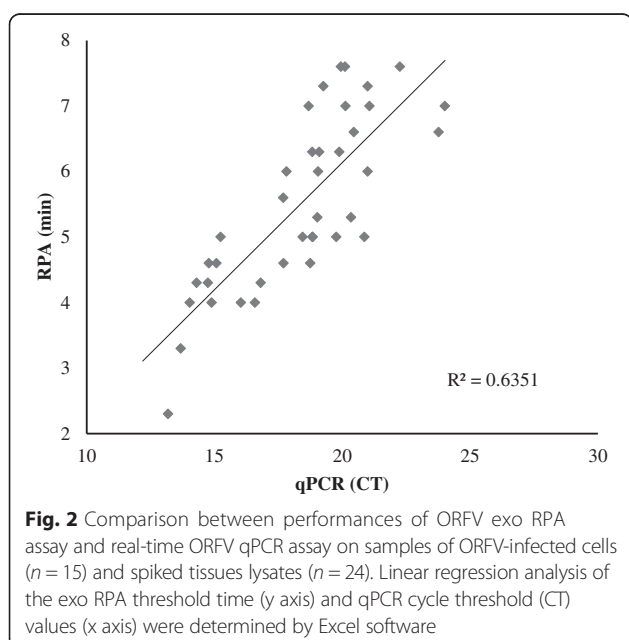 8
7
6
5
4
3
2
RPA (min)
R² = 0.6351
10
15
20
25
30
qPCR (CT)
Fig. 2 Comparison between performances of ORFV exo RPA
assay and real-time ORFV qPCR assay on samples of ORFV-infected cells
(n = 15) and spiked tissues lysates (n = 24). Linear regression analysis of
the exo RPA threshold time (y axis) and qPCR cycle threshold (CT)
values (x axis) were determined by Excel software